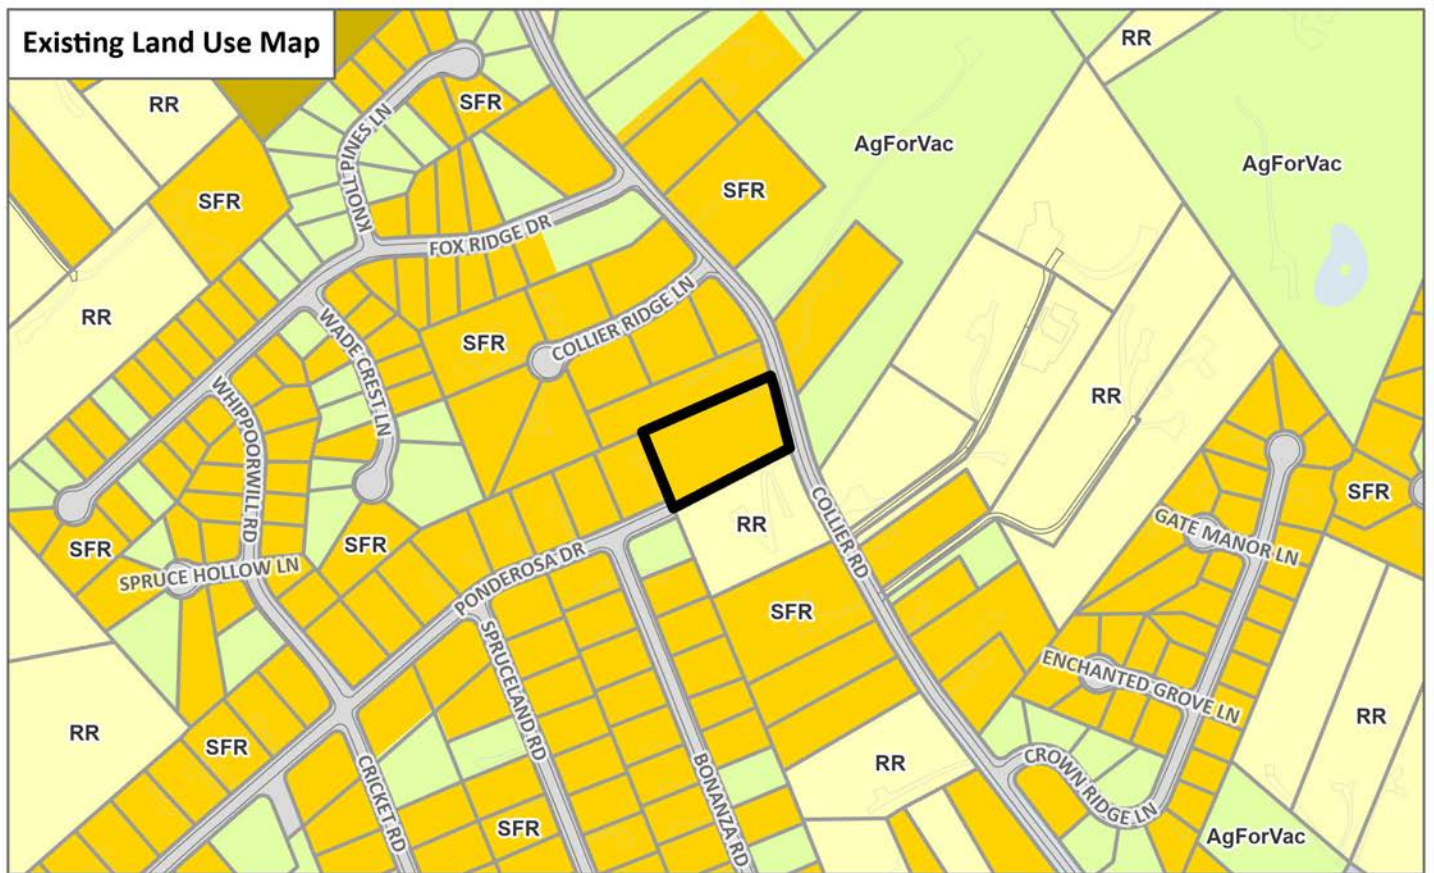 Existing Land Use Map
RR
RR
SFR
KNOLL PINES LN
AgForVac
AgForVac
SFR
SFR
FOX RIDGE DR
RR
WADE CREST LN
SFR
COLLIER RIDGE LN
WHIPPOORWILL RD
RR
SFR
GATE MANOR LN
RR
COLLIER RD
SFR
SFR
SPRUCE HOLLOW LN
PONDEROSA DR
SFR
SPRUCELAND RD
ENCHANTED GROVE LN
RR
RR
SFR
CRICKET RD
BONANZA RD
RR
CROWN RIDGE LN
SFR
AgForVac